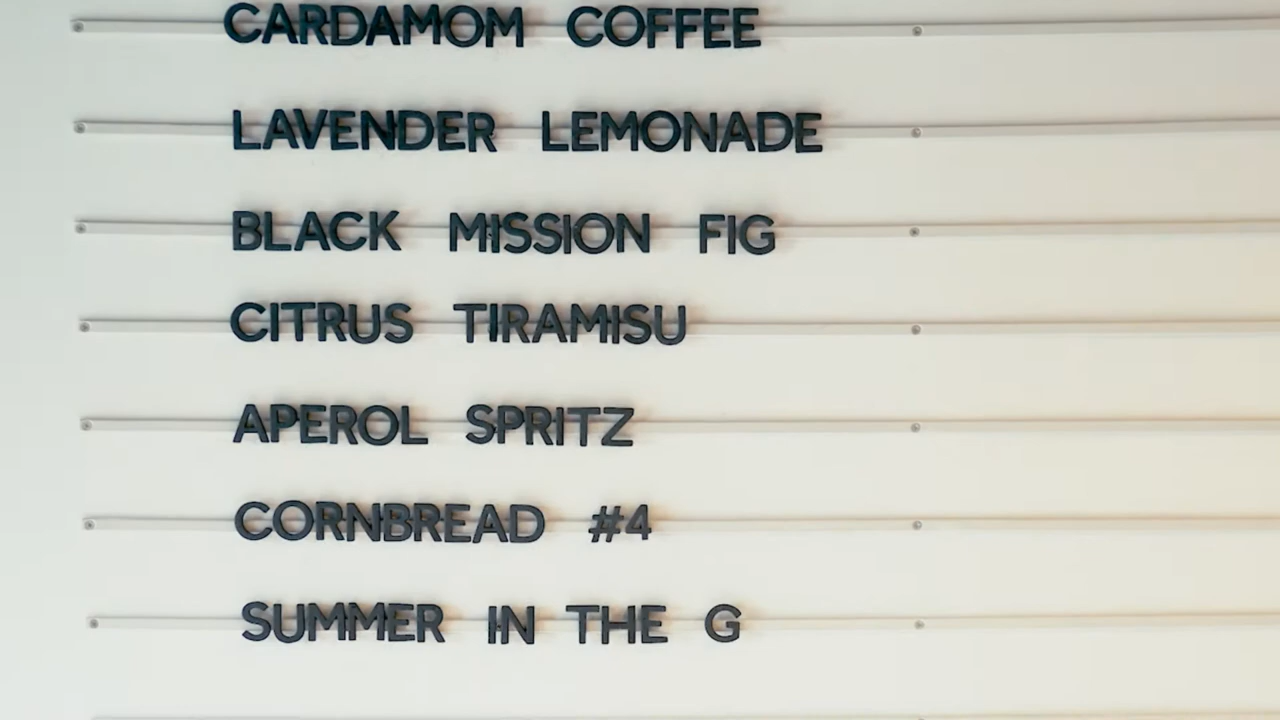 CARDAMOM COFFEE
LAVENDER LEMONADE
BLACK MISSION FIG
CITRUS TIRAMISU
APEROL SPRITZ
CORNBREAD #4
SUMMER IN THE G